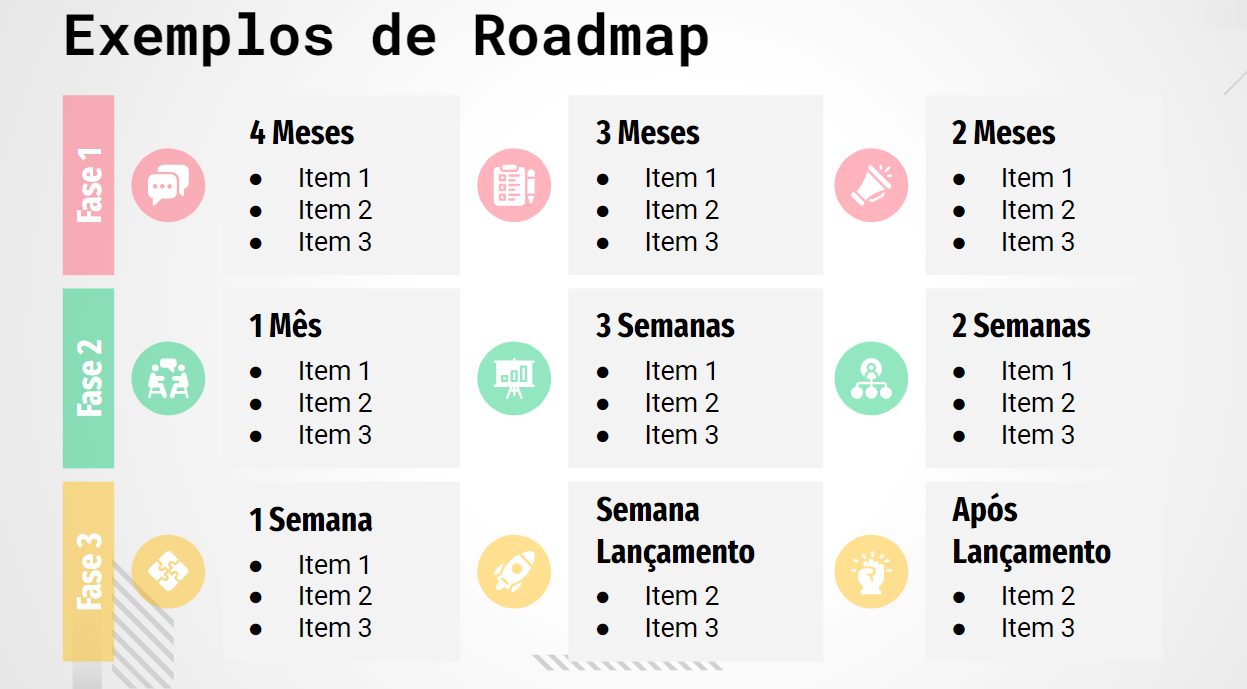 Exemplos de Roadmap
Fase 1
4 Meses
● Item 1
● Item 2
● Item 3
3 Meses
● Item 1
● Item 2
● Item 3
2 Meses
● Item 1
● Item 2
● Item 3
Fase 2
1 Mês
● Item 1
● Item 2
● Item 3
3 Semanas
● Item 1
● Item 2
● Item 3
2 Semanas
● Item 1
● Item 2
● Item 3
Fase 3
1 Semana
● Item 1
● Item 2
● Item 3
Semana
Lançamento
● Item 2
● Item 3
Após
Lançamento
● Item 2
● Item 3